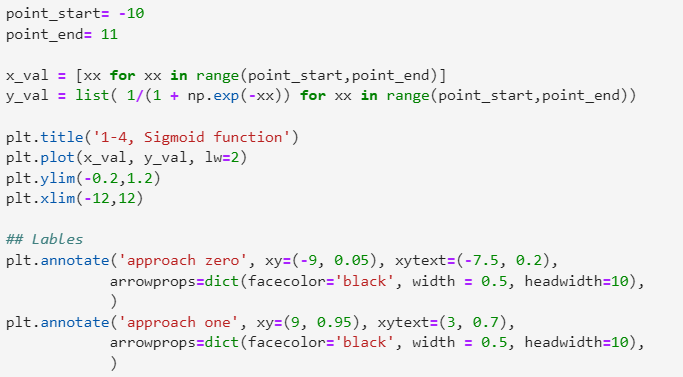 point_start= -10
point_end= 11
x_val = [xx for xx in range(point_start,point_end)]
y_val = list( 1/(1 + np.exp(-xx)) for xx in range(point_start,point_end))
plt.title('1-4, Sigmoid function')
plt.plot(x_val, y_val, lw=2)
plt.ylim(-0.2,1.2)
plt.xlim(-12,12)
## Lables
plt.annotate('approach zero', xy=(-9, 0.05), xytext=(-7.5, 0.2),
arrowprops=dict(facecolor='black', width = 0.5, headwidth=10),
)
plt.annotate('approach one', xy=(9, 0.95), xytext=(3, 0.7),
arrowprops=dict(facecolor='black', width = 0.5, headwidth=10),
)